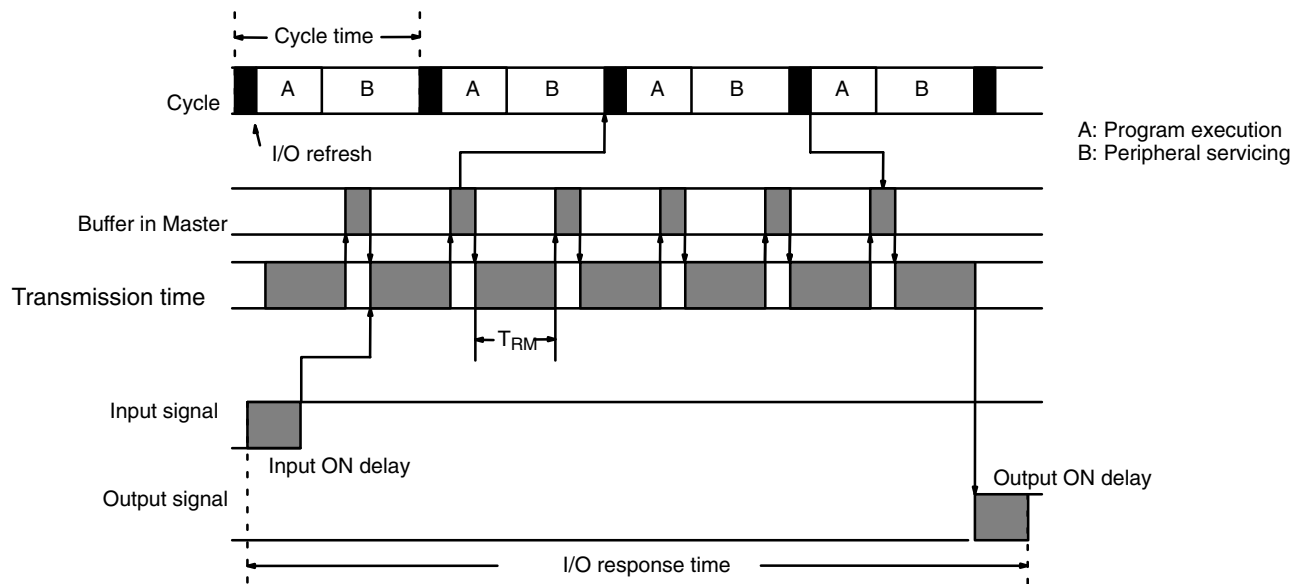 Cycle time
A B A B A B A B
Cycle
I/O refresh
A: Program execution
B: Peripheral servicing
Buffer in Master
Transmission time
TRM
Input signal
Input ON delay
Output signal
Output ON delay
I/O response time